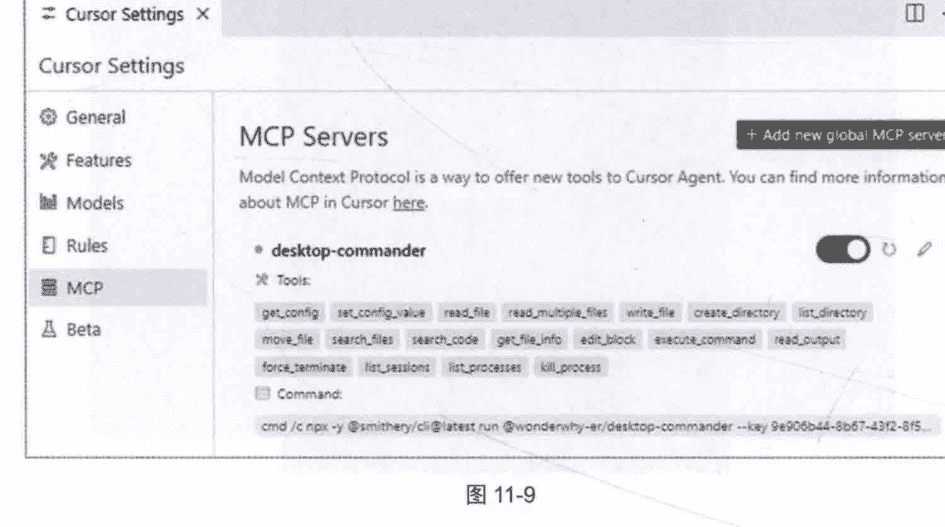 Cursor Settings ×
Cursor Settings
General
Features
Models
Rules
MCP
Beta
MCP Servers
+ Add new global MCP server
Model Context Protocol is a way to offer new tools to Cursor Agent. You can find more information
about MCP in Cursor here.
desktop-commander
Tools:
get_config set_config_value read_file read_multiple_files write_file create_directory list_directory
move_file search_files search_code get_file_info edit_block execute_command read_output
force_terminate list_sessions list_processes kill_process
Command:
cmd /c npx -y @smithery/cli@latest run @wonderwhy-er/desktop-commander --key 9e906b44-8b67-43f2-8f5...
图 11-9